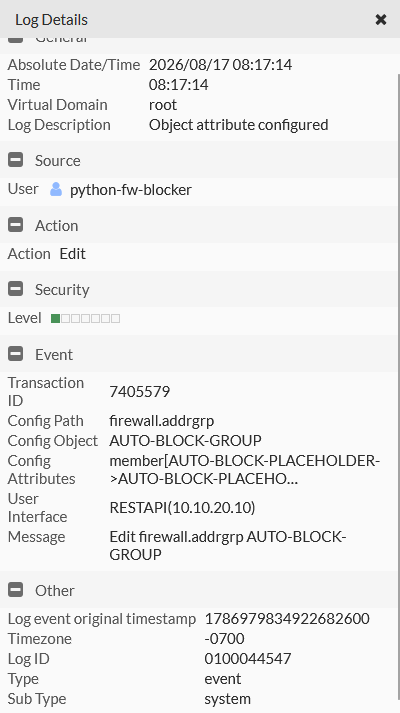 Log Details
General
Absolute Date/Time 2026/08/17 08:17:14
Time 08:17:14
Virtual Domain root
Log Description Object attribute configured
Source
User python-fw-blocker
Action
Action Edit
Security
Level
Event
Transaction
ID 7405579
Config Path firewall.addrgrp
Config Object AUTO-BLOCK-GROUP
Config member[AUTO-BLOCK-PLACEHOLDER-
Attributes >AUTO-BLOCK-PLACEHO...
User
Interface RESTAPI(10.10.20.10)
Message Edit firewall.addrgrp AUTO-BLOCK-
GROUP
Other
Log event original timestamp 1786979834922682600
Timezone -0700
Log ID 0100044547
Type event
Sub Type system